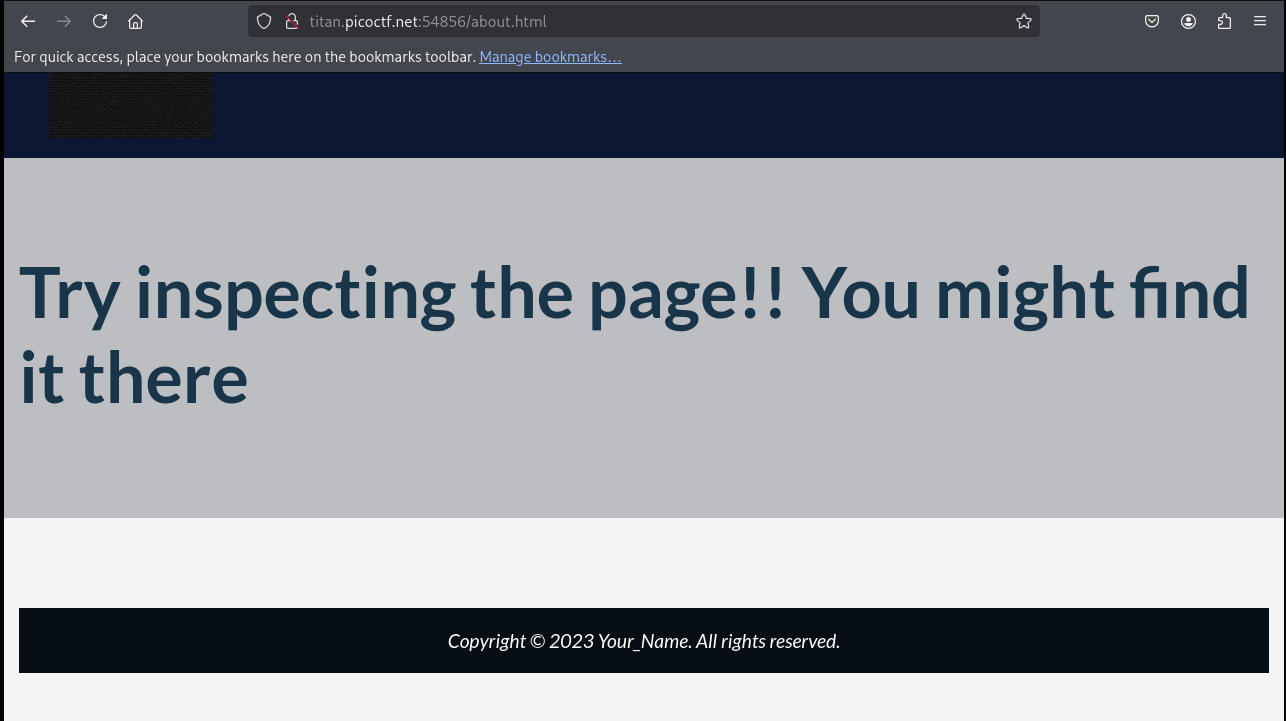 titan.picoctf.net:54856/about.html
For quick access, place your bookmarks here on the bookmarks toolbar. Manage bookmarks...
Try inspecting the page!! You might find
it there
Copyright © 2023 Your_Name. All rights reserved.